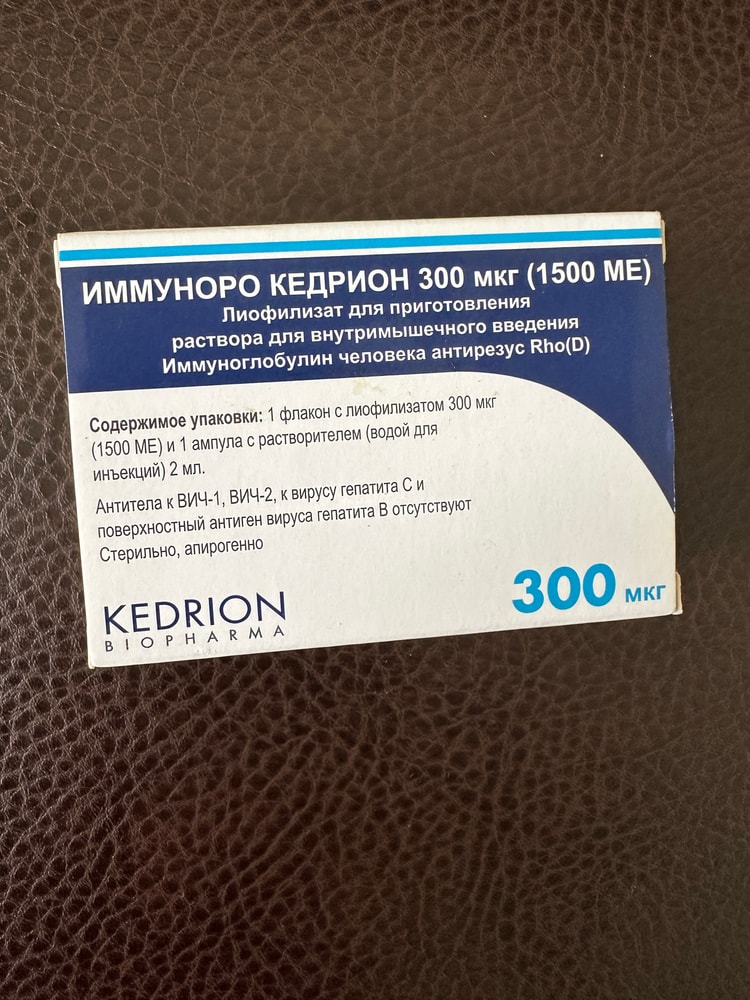 ИММУНОРО КЕДРИОН 300 мкг (1500 МЕ)
Лиофилизат для приготовления
раствора для внутримышечного введения
Иммуноглобулин человека антирезус Rho(D)
Содержимое упаковки: 1 флакон с лиофилизатом 300 мкг
(1500 МЕ) и 1 ампула с растворителем (водой для
инъекций) 2 мл.
Антитела к ВИЧ-1, ВИЧ-2, к вирусу гепатита С и
поверхностный антиген вируса гепатита В отсутствуют
Стерильно, апирогенно
KEDRION
BIOPHARMA
300 мкг